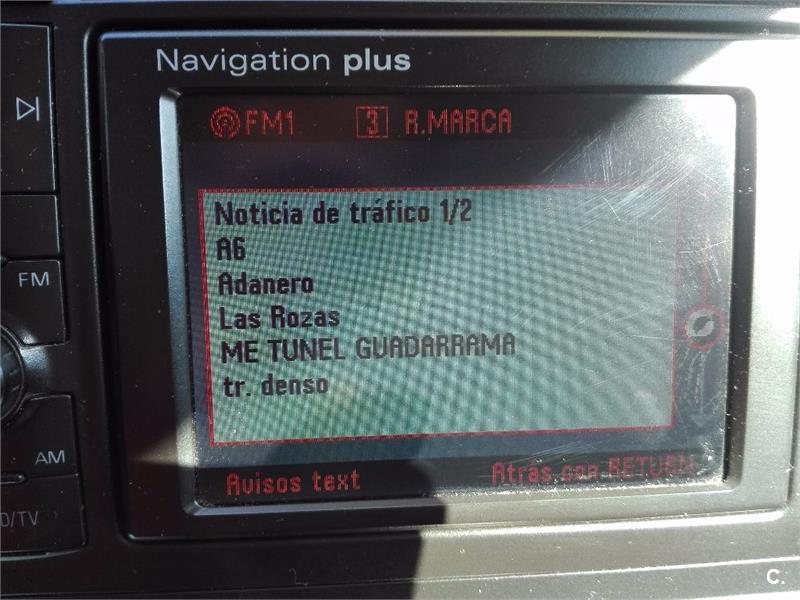 Navigation plus
FM1 3 R.MARCA
Noticia de tráfico 1/2
A6
Adanero
FM
Las Rozas
ME TUNEL GUADARRAMA
tr. denso
AM
Avisos text Atrás con RETURN
D/TV
C.